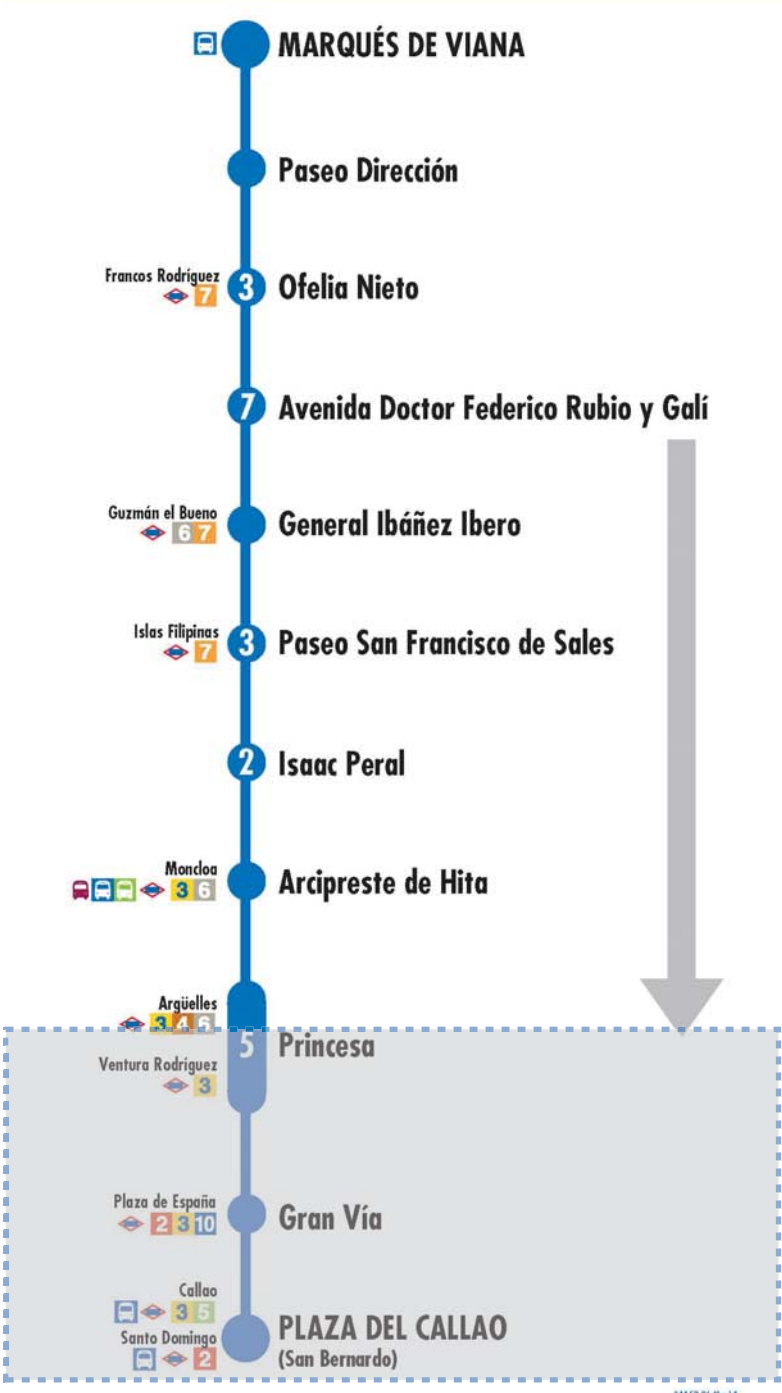 MARQUÉS DE VIANA
Paseo Dirección
Francos Rodríguez
7
3
Ofelia Nieto
7
Avenida Doctor Federico Rubio y Galí
Guzmán el Bueno
6 7
General Ibáñez Ibero
Islas Filipinas
7
3
Paseo San Francisco de Sales
2
Isaac Peral
Moncloa
3 6
Arcipreste de Hita
Argüelles
3 4 6
5
Princesa
Ventura Rodríguez
3
Plaza de España
2 3 10
Gran Vía
Callao
3 5
Santo Domingo
2
PLAZA DEL CALLAO
(San Bernardo)